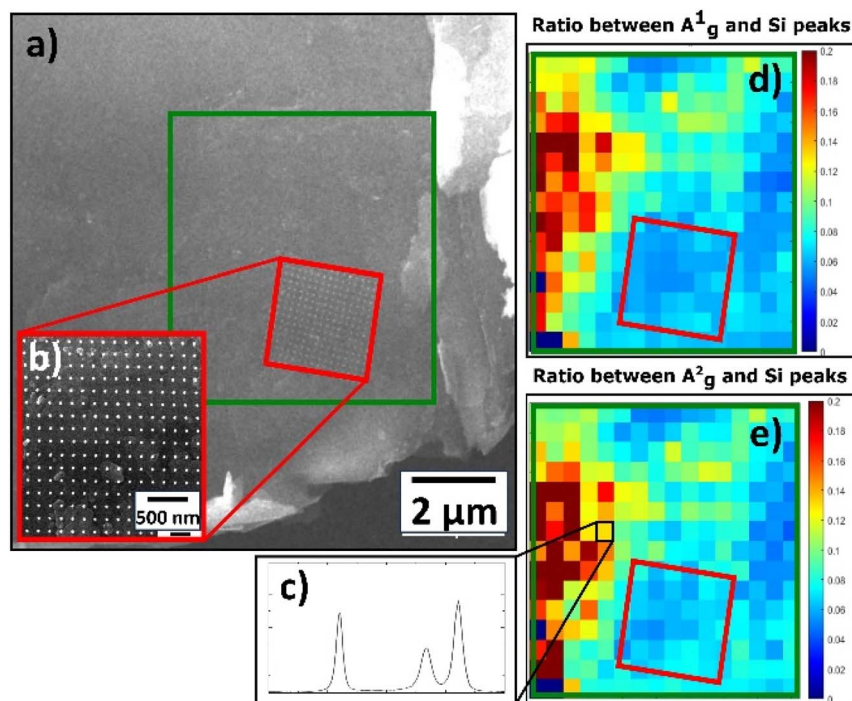 a)
b)
500 nm
2 µm
c)
Ratio between A¹g and Si peaks
d)
0.2
0.18
0.16
0.14
0.12
0.1
0.08
0.06
0.04
0.02
0
Ratio between A²g and Si peaks
e)
0.2
0.18
0.16
0.14
0.12
0.1
0.08
0.06
0.04
0.02
0